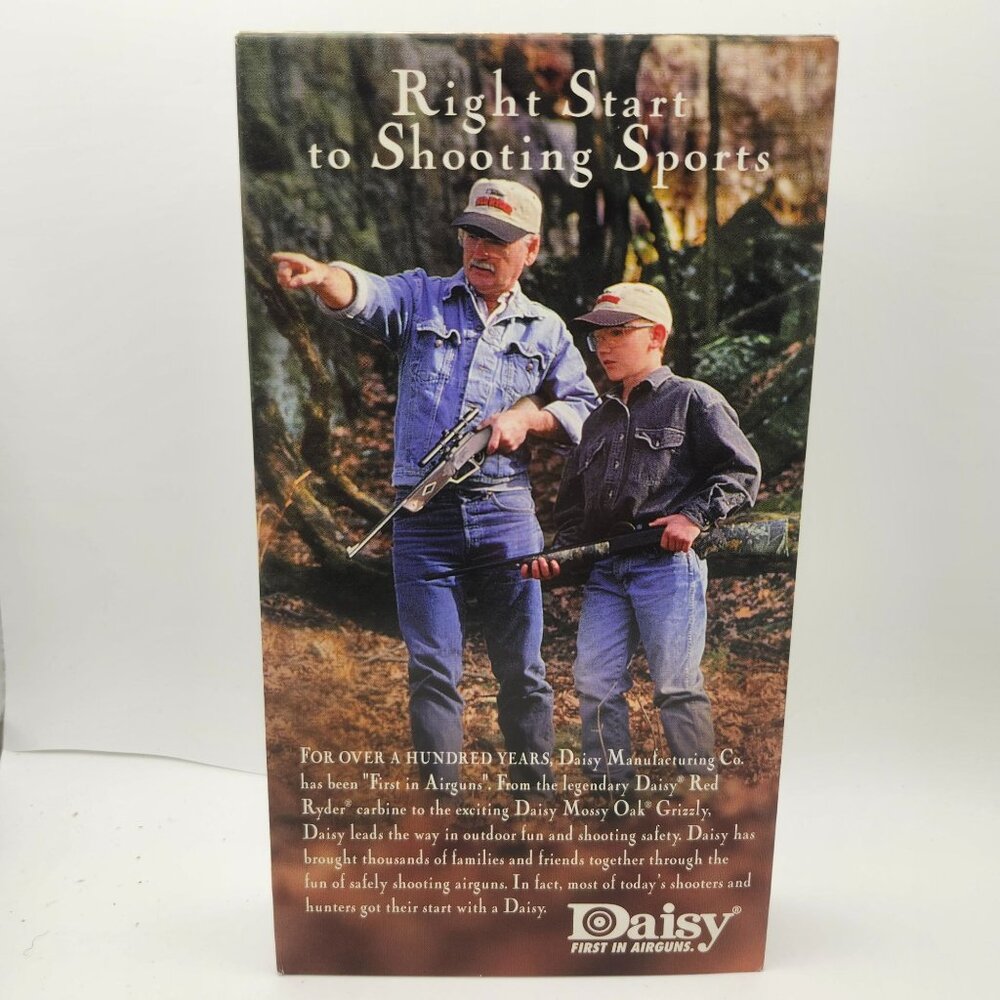 Right Start
to Shooting Sports
FOR OVER A HUNDRED YEARS, Daisy Manufacturing Co.
has been "First in Airguns". From the legendary Daisy® Red
Ryder® carbine to the exciting Daisy Mossy Oak® Grizzly,
Daisy leads the way in outdoor fun and shooting safety. Daisy has
brought thousands of families and friends together through the
fun of safely shooting airguns. In fact, most of today's shooters and
hunters got their start with a Daisy.
Daisy®
FIRST IN AIRGUNS.